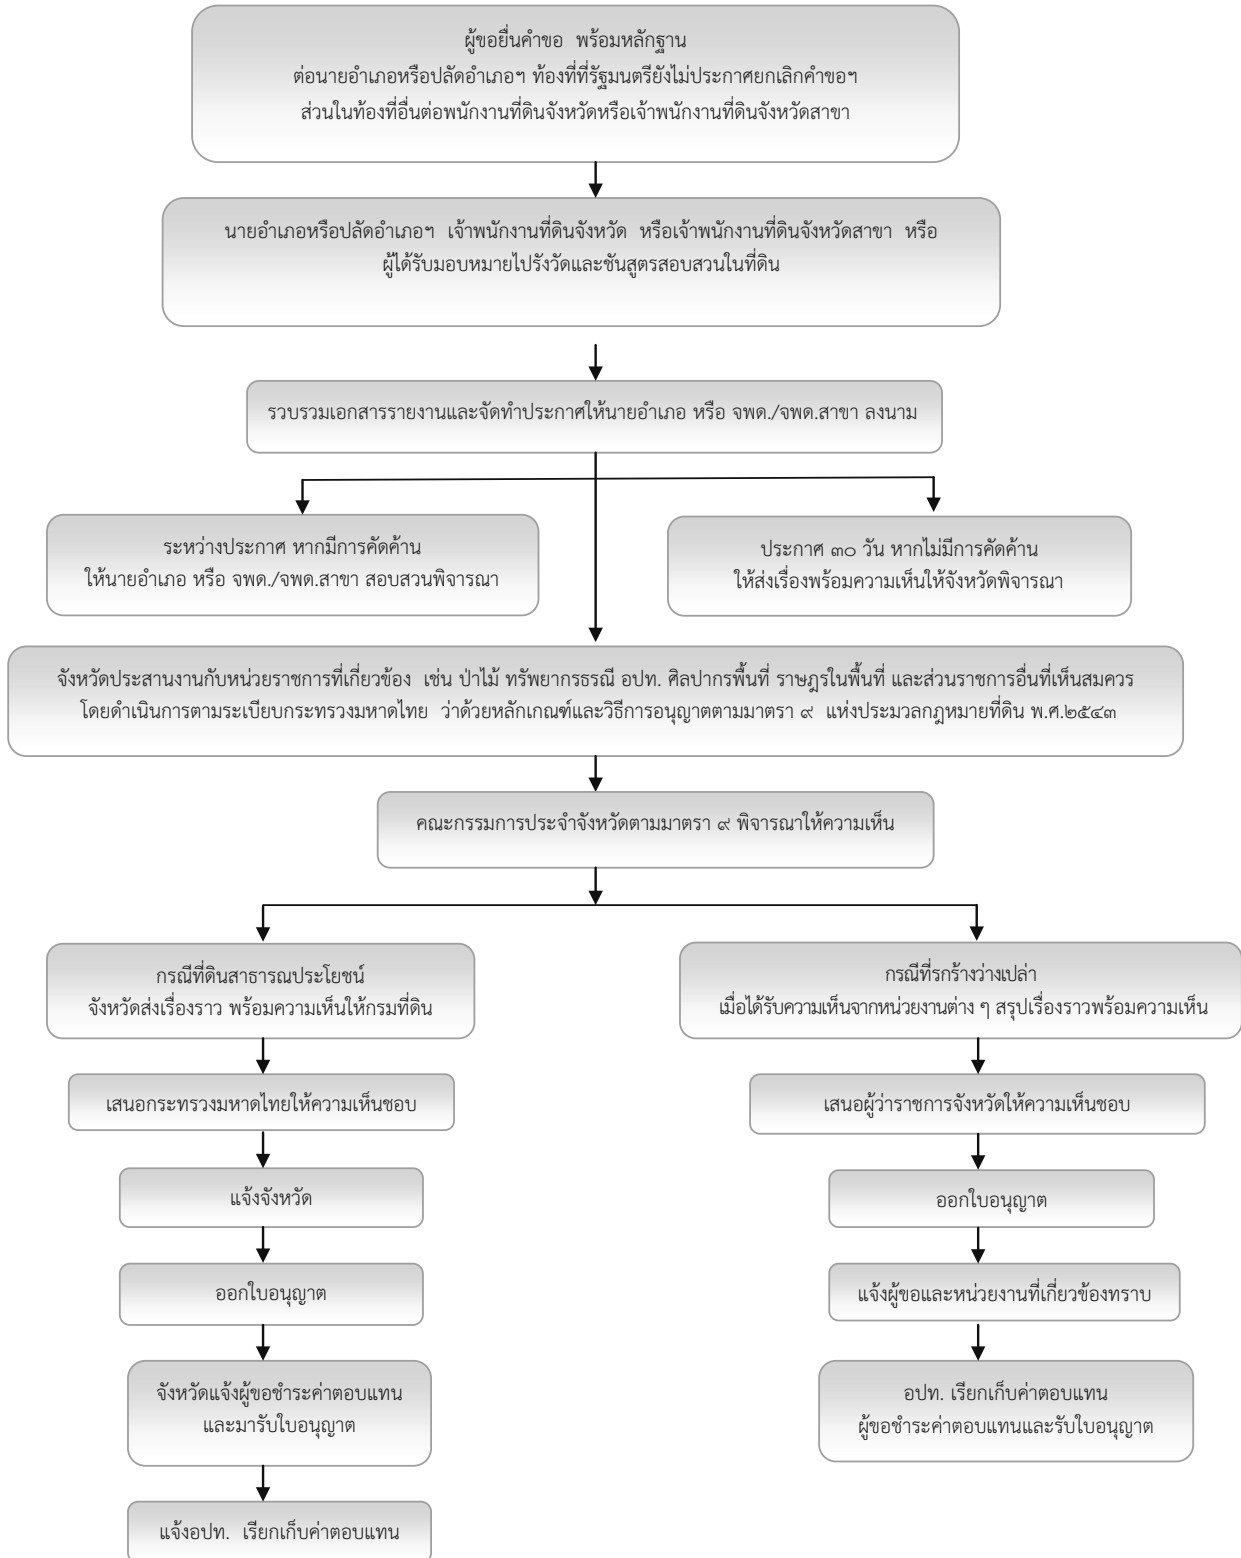 ผู้ขอยื่นคำขอ พร้อมหลักฐาน
ต่อนายอำเภอหรือปลัดอำเภอฯ ท้องที่ที่รัฐมนตรียังไม่ประกาศยกเลิกคำขอฯ
ส่วนในท้องที่อื่นต่อพนักงานที่ดินจังหวัดหรือเจ้าพนักงานที่ดินจังหวัดสาขา
นายอำเภอหรือปลัดอำเภอฯ เจ้าพนักงานที่ดินจังหวัด หรือเจ้าพนักงานที่ดินจังหวัดสาขา หรือ
ผู้ได้รับมอบหมายไปรังวัดและชันสูตรสอบสวนในที่ดิน
รวบรวมเอกสารรายงานและจัดทำประกาศให้นายอำเภอ หรือ จพด./จพด.สาขา ลงนาม
ระหว่างประกาศ หากมีการคัดค้าน
ให้นายอำเภอ หรือ จพด./จพด.สาขา สอบสวนพิจารณา
ประกาศ ๓๐ วัน หากไม่มีการคัดค้าน
ให้ส่งเรื่องพร้อมความเห็นให้จังหวัดพิจารณา
จังหวัดประสานงานกับหน่วยราชการที่เกี่ยวข้อง เช่น ป่าไม้ ทรัพยากรธรณี อปท. ศิลปากรพื้นที่ ราษฎรในพื้นที่ และส่วนราชการอื่นที่เห็นสมควร
โดยดำเนินการตามระเบียบกระทรวงมหาดไทย ว่าด้วยหลักเกณฑ์และวิธีการอนุญาตตามมาตรา ๙ แห่งประมวลกฎหมายที่ดิน พ.ศ.๒๕๔๓
คณะกรรมการประจำจังหวัดตามมาตรา ๙ พิจารณาให้ความเห็น
กรณีที่ดินสาธารณประโยชน์
จังหวัดส่งเรื่องราว พร้อมความเห็นให้กรมที่ดิน
เสนอกระทรวงมหาดไทยให้ความเห็นชอบ
แจ้งจังหวัด
ออกใบอนุญาต
จังหวัดแจ้งผู้ขอชำระค่าตอบแทน
และมารับใบอนุญาต
แจ้งอปท. เรียกเก็บค่าตอบแทน
กรณีที่รกร้างว่างเปล่า
เมื่อได้รับความเห็นจากหน่วยงานต่าง ๆ สรุปเรื่องราวพร้อมความเห็น
เสนอผู้ว่าราชการจังหวัดให้ความเห็นชอบ
ออกใบอนุญาต
แจ้งผู้ขอและหน่วยงานที่เกี่ยวข้องทราบ
อปท. เรียกเก็บค่าตอบแทน
ผู้ขอชำระค่าตอบแทนและรับใบอนุญาต